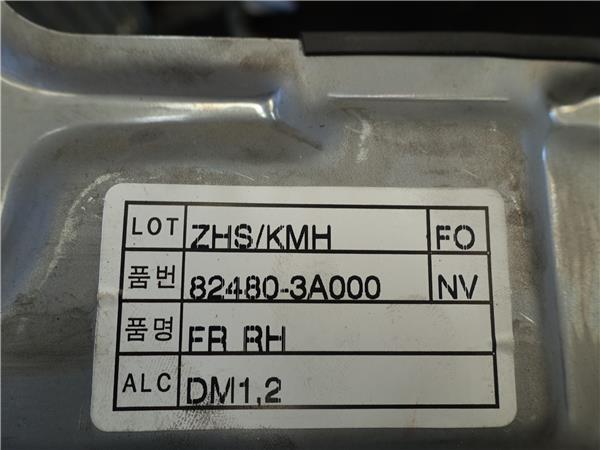 LOT ZHS/KMH FO
품번 82480-3A000 NV
품명 FR RH
ALC DM1,2